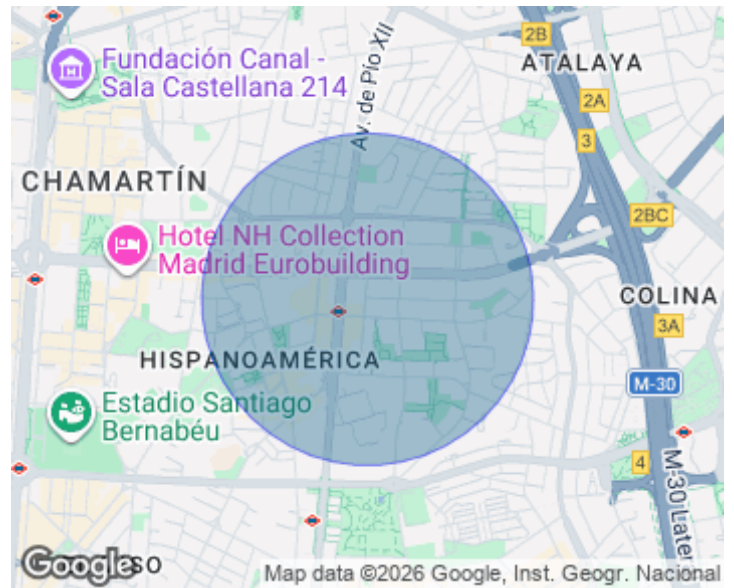 Fundación Canal -
Sala Castellana 214
Av. de Pío XII
2B
ATALAYA
2A
3
CHAMARTÍN
2BC
Hotel NH Collection
Madrid Eurobuilding
COLINA
3A
HISPANOAMÉRICA
M-30
Estadio Santiago
Bernabéu
4
M-30 Later
Google
Map data ©2026 Google, Inst. Geogr. Nacional